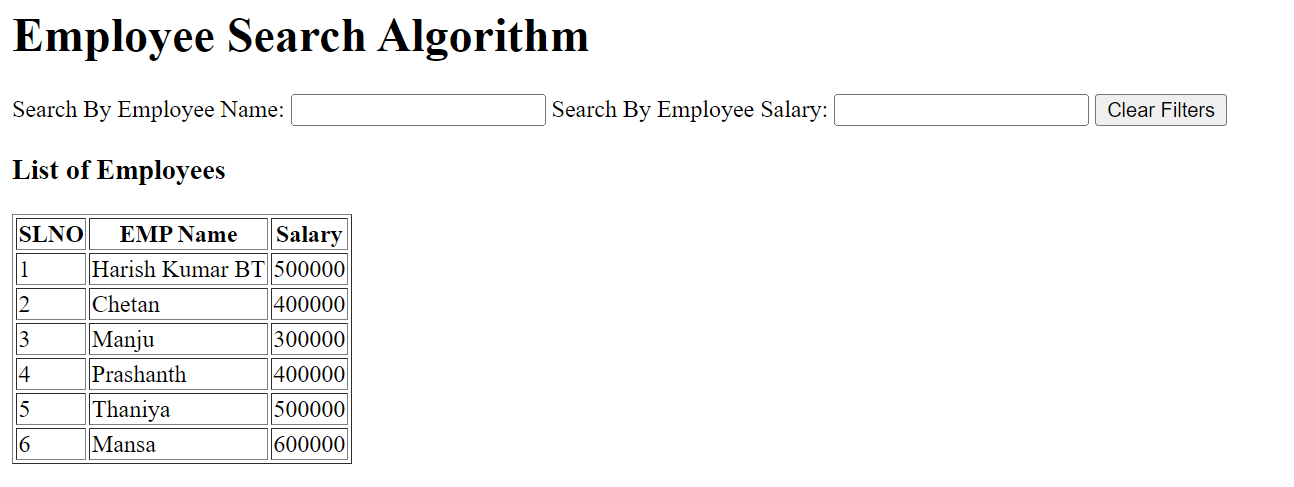 Employee Search Algorithm
Search By Employee Name: Search By Employee Salary: Clear Filters
List of Employees
SLNO EMP Name Salary
1 Harish Kumar BT 500000
2 Chetan 400000
3 Manju 300000
4 Prashanth 400000
5 Thaniya 500000
6 Mansa 600000